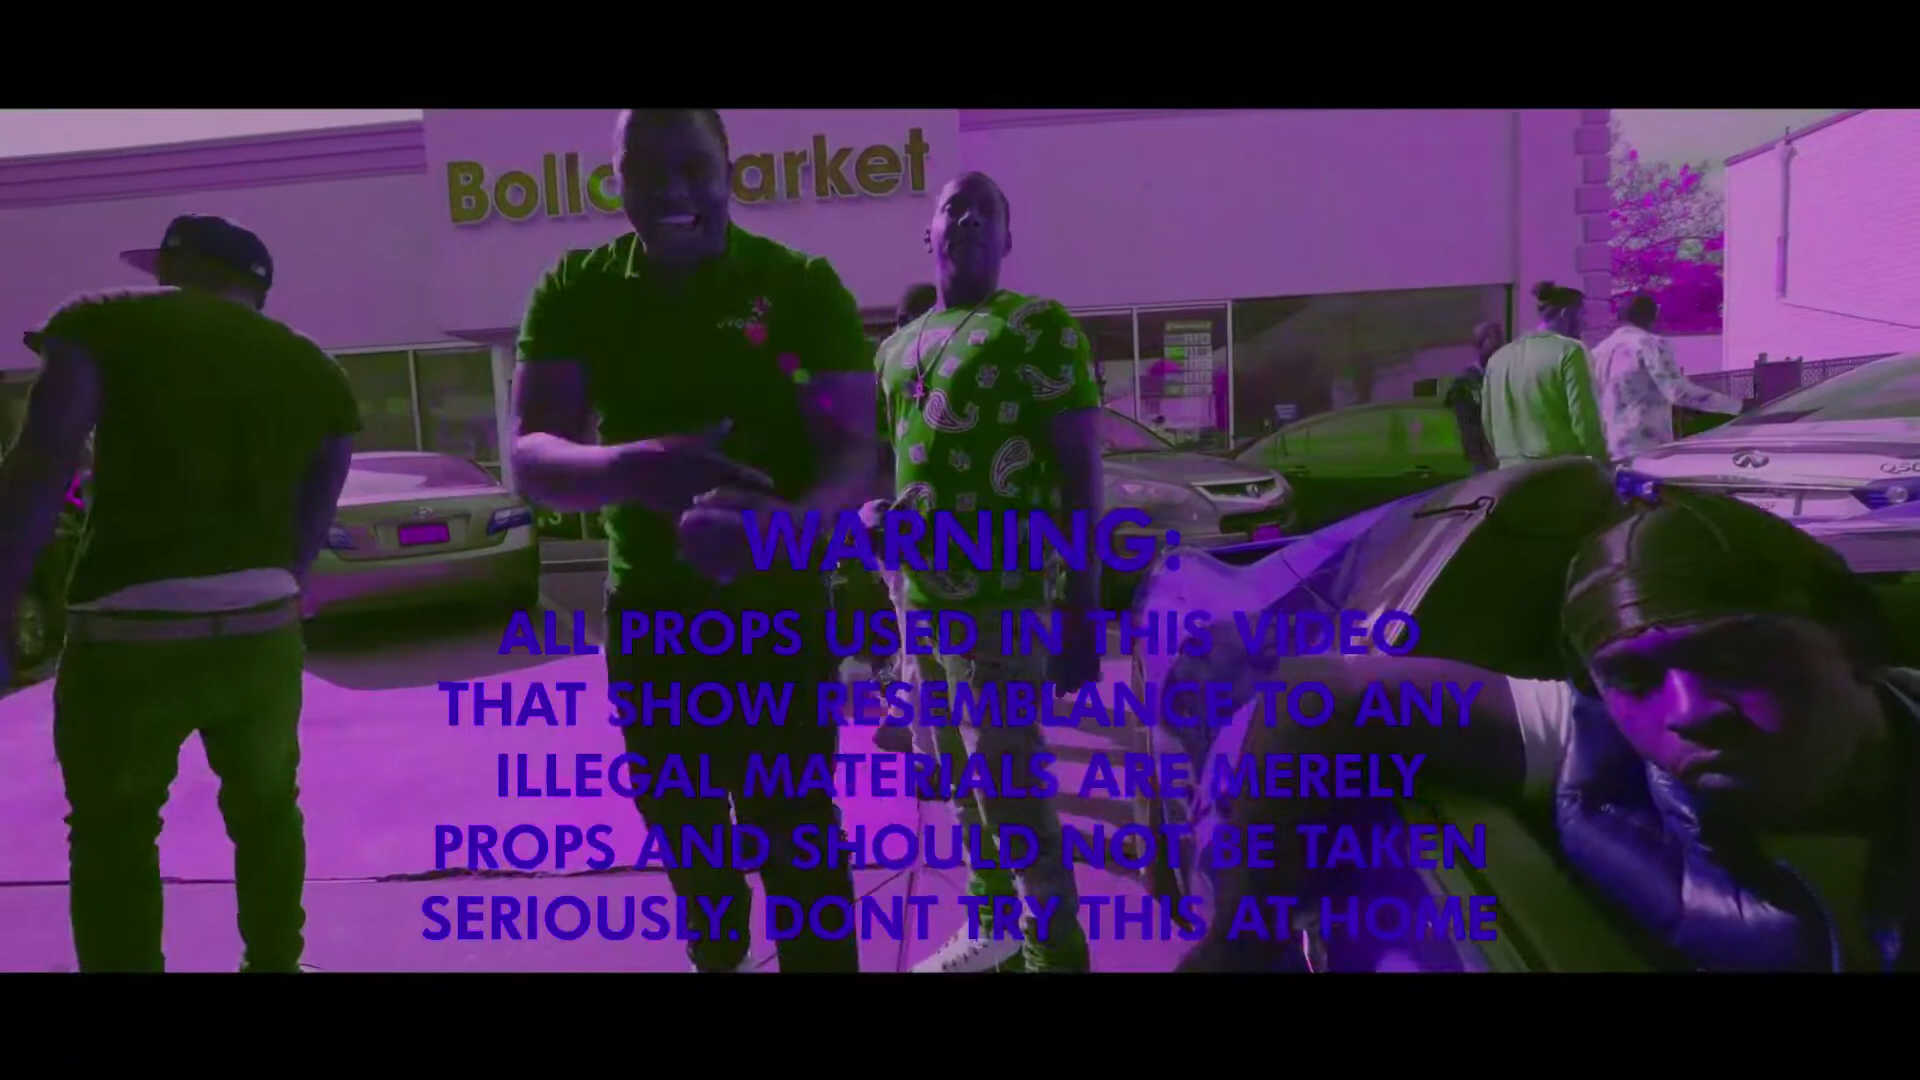 Boll arket
WARNING:
ALL PROPS USED IN THIS VIDEO
THAT SHOW RESEMBLANCE TO ANY
ILLEGAL MATERIALS ARE MERELY
PROPS AND SHOULD NOT BE TAKEN
SERIOUSLY. DONT TRY THIS AT HOME